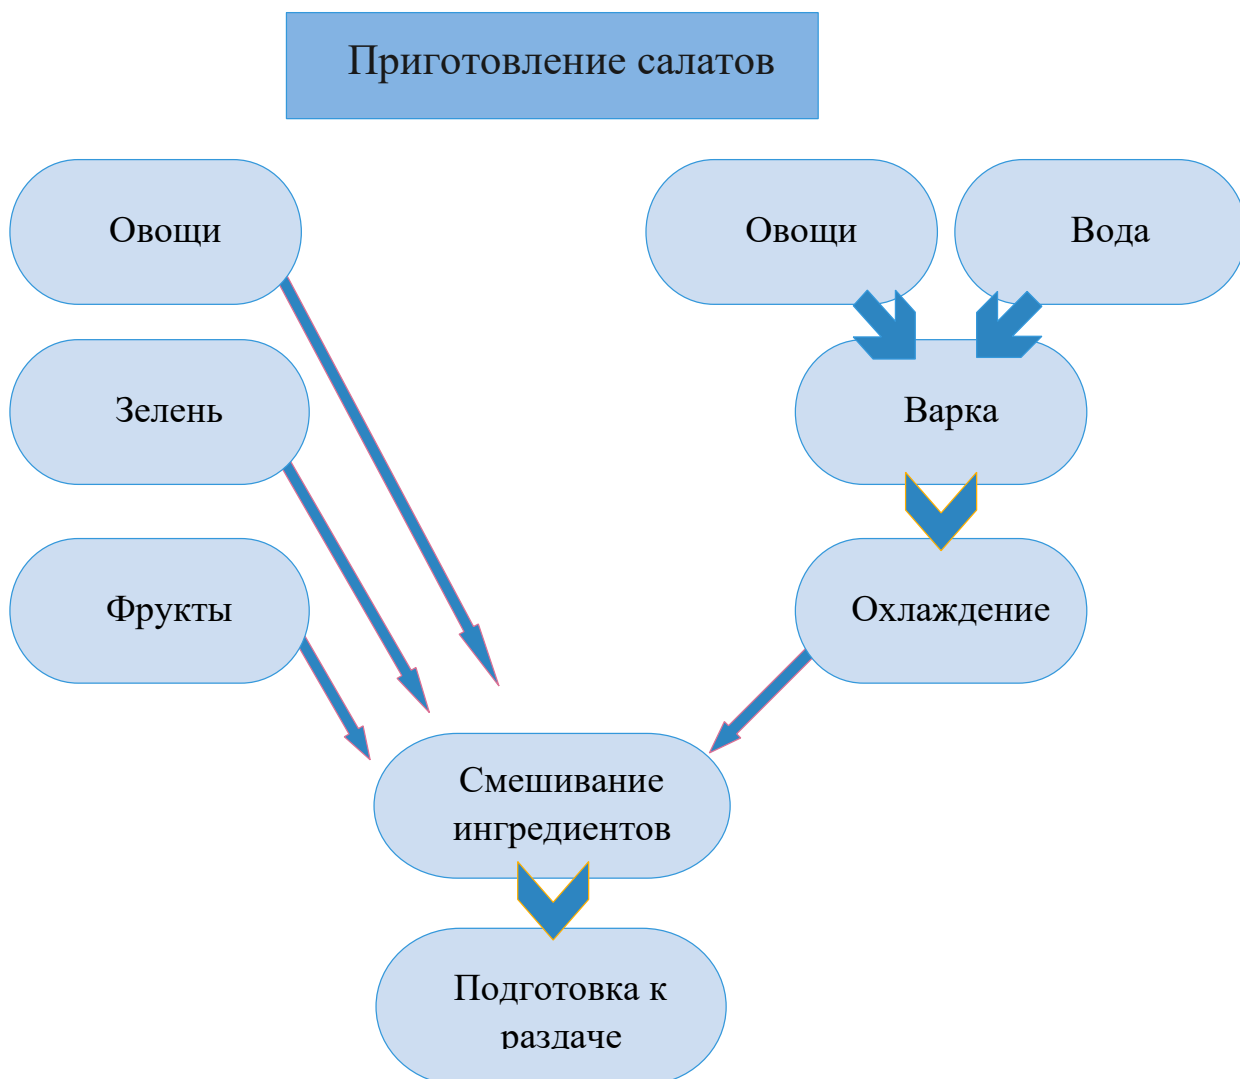 Приготовление салатов
Овощи
Овощи
Вода
Зелень
Варка
Фрукты
Охлаждение
Смешивание
ингредиентов
Подготовка к
раздаче